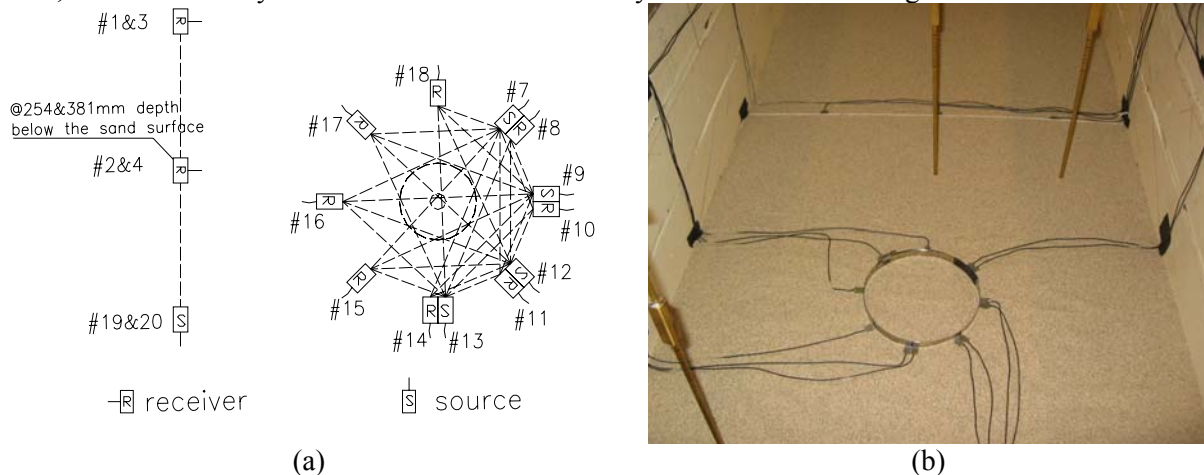 #1&3
@254&381mm depth
below the sand surface
#2&4
#19&20
R
R
S
#18
#7
#8
#17
#9
#10
#16
#12
#11
#15
#14
#13
R
S
R
R
S
R
R
S
R
R
R
S
R receiver
S source
(a)
(b)